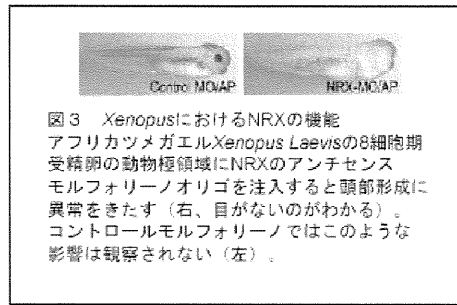 Control MO/AP
NRX-MO/AP
図3 XenopusにおけるNRXの機能
アフリカツメガエルXenopus Laevisの8細胞期
受精卵の動物極領域にNRXのアンチセンス
モルフォリーノオリゴを注入すると頭部形成に
異常をきたす（右、目がないのがわかる）。
コントロールモルフォリーノではこのような
影響は観察されない（左）。